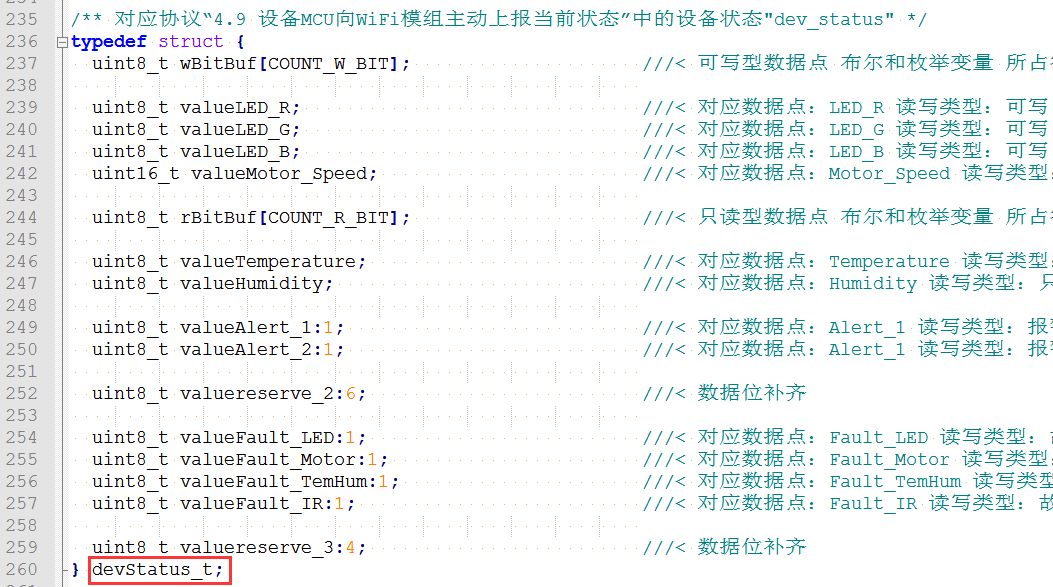 235 /** 对应协议“4.9 设备MCU向WiFi模组主动上报当前状态”中的设备状态"dev_status" */
236 typedef struct {
237 uint8_t wBitBuf[COUNT_W_BIT]; ///< 可写型数据点 布尔和枚举变量 所占
238
239 uint8_t valueLED_R; ///< 对应数据点：LED_R 读写类型：可写
240 uint8_t valueLED_G; ///< 对应数据点：LED_G 读写类型：可写
241 uint8_t valueLED_B; ///< 对应数据点：LED_B 读写类型：可写
242 uint16_t valueMotor_Speed; ///< 对应数据点：Motor_Speed 读写类型：
243
244 uint8_t rBitBuf[COUNT_R_BIT]; ///< 只读型数据点 布尔和枚举变量 所占
245
246 uint8_t valueTemperature; ///< 对应数据点：Temperature 读写类型：
247 uint8_t valueHumidity; ///< 对应数据点：Humidity 读写类型：只
248
249 uint8_t valueAlert_1:1; ///< 对应数据点：Alert_1 读写类型：报
250 uint8_t valueAlert_2:1; ///< 对应数据点：Alert_1 读写类型：报
251
252 uint8_t valuereserve_2:6; ///< 数据位补齐
253
254 uint8_t valueFault_LED:1; ///< 对应数据点：Fault_LED 读写类型：
255 uint8_t valueFault_Motor:1; ///< 对应数据点：Fault_Motor 读写类型：
256 uint8_t valueFault_TemHum:1; ///< 对应数据点：Fault_TemHum 读写类型
257 uint8_t valueFault_IR:1; ///< 对应数据点：Fault_IR 读写类型：故
258
259 uint8_t valuereserve_3:4; ///< 数据位补齐
260 } devStatus_t;